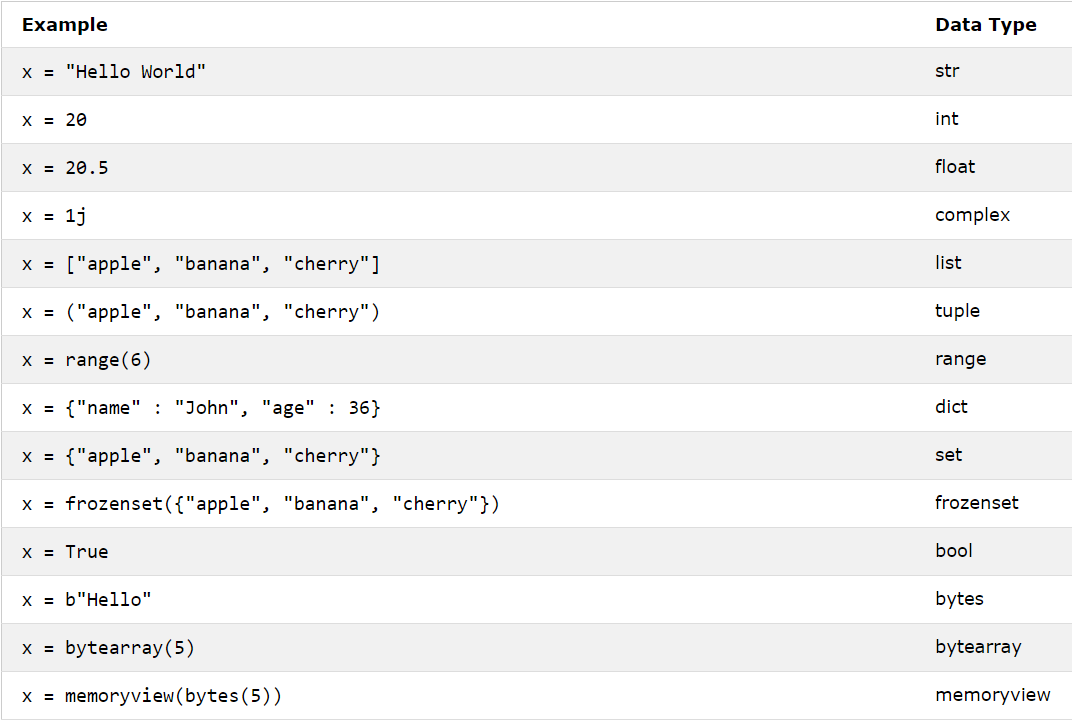 Example Data Type
x = "Hello World" str
x = 20 int
x = 20.5 float
x = 1j complex
x = ["apple", "banana", "cherry"] list
x = ("apple", "banana", "cherry") tuple
x = range(6) range
x = {"name" : "John", "age" : 36} dict
x = {"apple", "banana", "cherry"} set
x = frozenset({"apple", "banana", "cherry"}) frozenset
x = True bool
x = b"Hello" bytes
x = bytearray(5) bytearray
x = memoryview(bytes(5)) memoryview